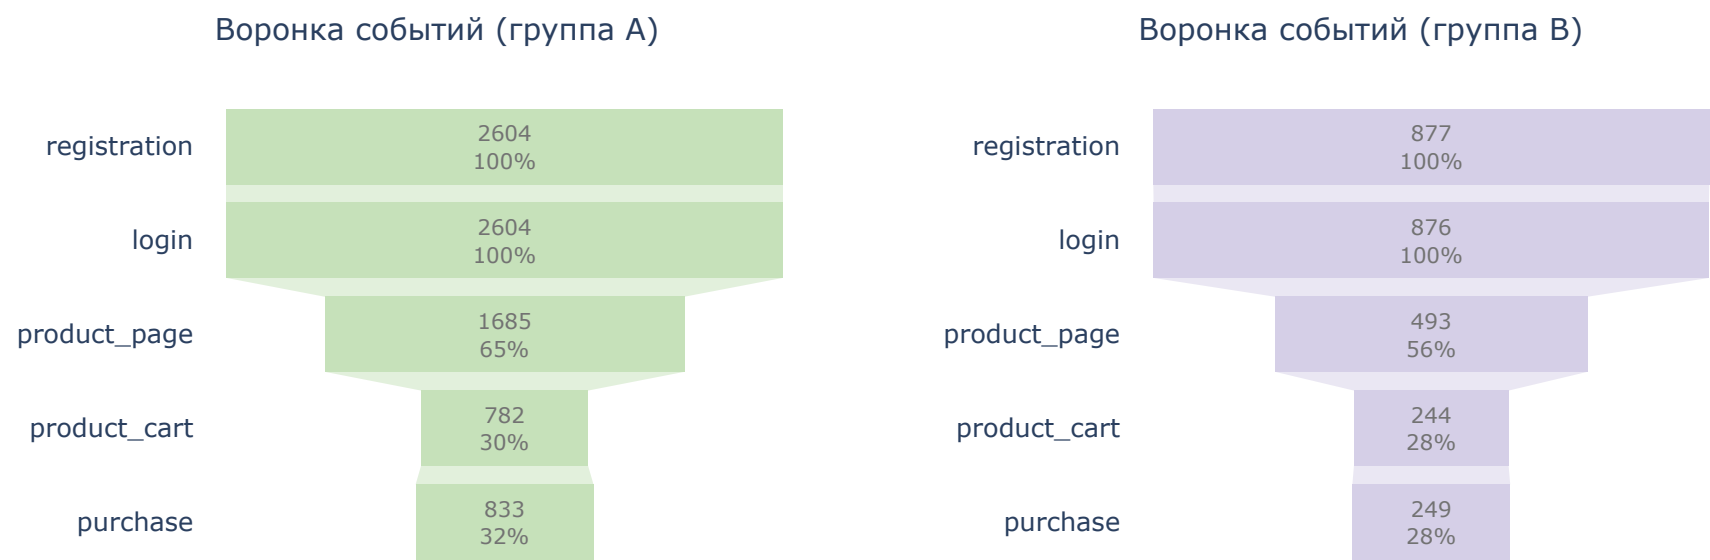 Воронка событий (группа A)
registration
2604
100%
login
2604
100%
product_page
1685
65%
product_cart
782
30%
purchase
833
32%
Воронка событий (группа B)
registration
877
100%
login
876
100%
product_page
493
56%
product_cart
244
28%
purchase
249
28%